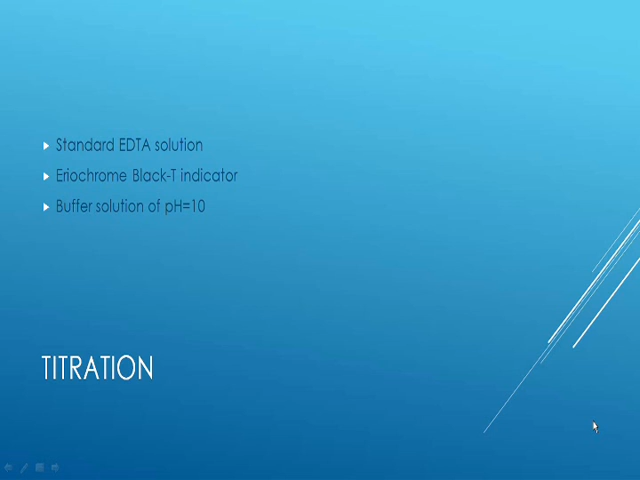 Standard EDTA solution
Eriochrome Black-T indicator
Buffer solution of pH=10
TITRATION